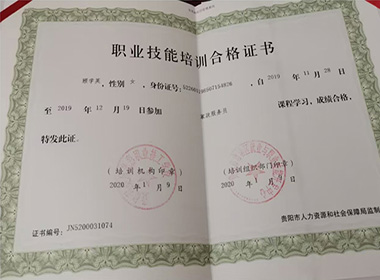 职业技能培训合格证书
性别 女 ,身份证号: ,自 2019 年 11 月 28 日
至 2019 年 12 月 19 日参加 服务员 课程学习,成绩合格,
特发此证。
(培训机构印章) (培训组织部门印章)
2020 年 1 月 9 日 2020 年 1 月 9 日
证书编号: JN5200031074 贵阳市人力资源和社会保障局监制